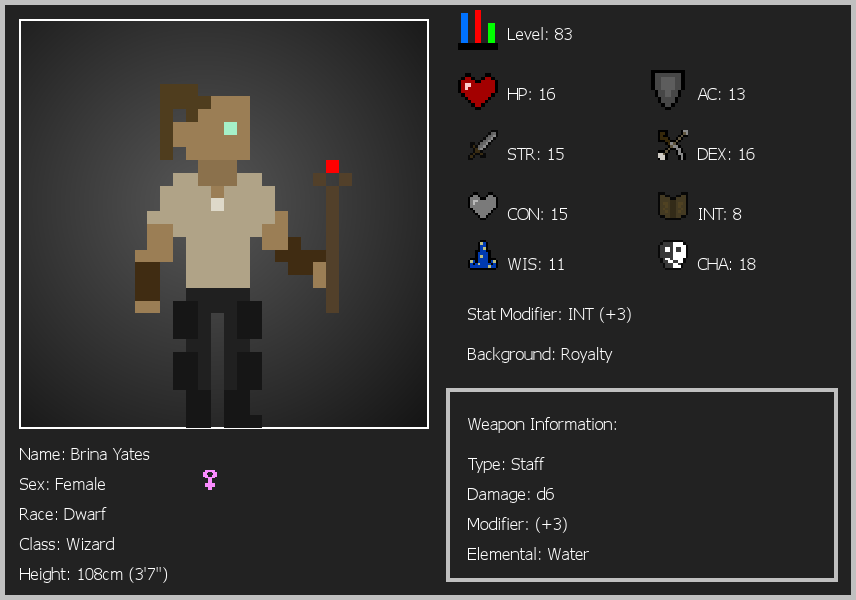 Level: 83
HP: 16
AC: 13
STR: 15
DEX: 16
CON: 15
INT: 8
WIS: 11
CHA: 18
Stat Modifier: INT (+3)
Background: Royalty
Weapon Information:
Type: Staff
Damage: d6
Modifier: (+3)
Elemental: Water
Name: Brina Yates
Sex: Female
Race: Dwarf
Class: Wizard
Height: 108cm (3'7")